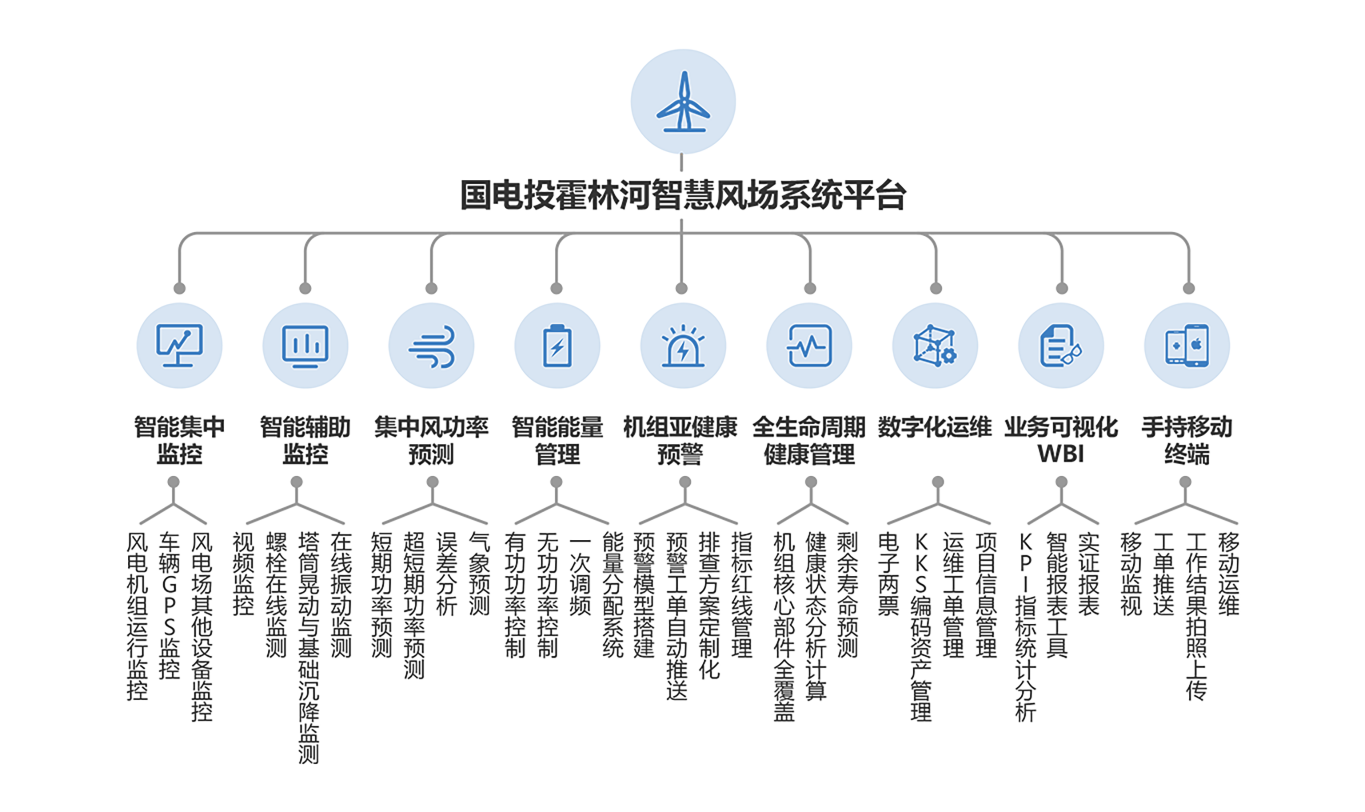 国电投霍林河智慧风场系统平台
智能集中
监控
智能辅助
监控
集中风功率
预测
智能能量
管理
机组亚健康
预警
全生命周期
健康管理
数字化运维
业务可视化
WBI
手持移动
终端
风电机组运行监控
车辆GPS监控
风电场其他设备监控
视频监控
螺栓在线监测
塔筒晃动与基础沉降监测
在线振动监测
短期功率预测
超短期功率预测
误差分析
气象预测
有功功率控制
无功功率控制
一次调频
能量分配系统
预警模型搭建
预警工单自动推送
排查方案定制化
指标红线管理
机组核心部件全覆盖
健康状态分析计算
剩余寿命预测
电子两票
KKS编码资产管理
运维工单管理
项目信息管理
KPI指标统计分析
智能报表工具
实证报表
移动监视
工单推送
工作结果拍照上传
移动运维